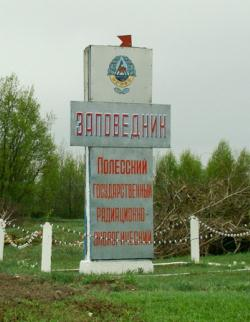 ЗАПОВЕДНИК
ПОЛЕССКИЙ
ГОСУДАРСТВЕННЫЙ
РАДИАЦИОННО-
ЭКОЛОГИЧЕСКИЙ